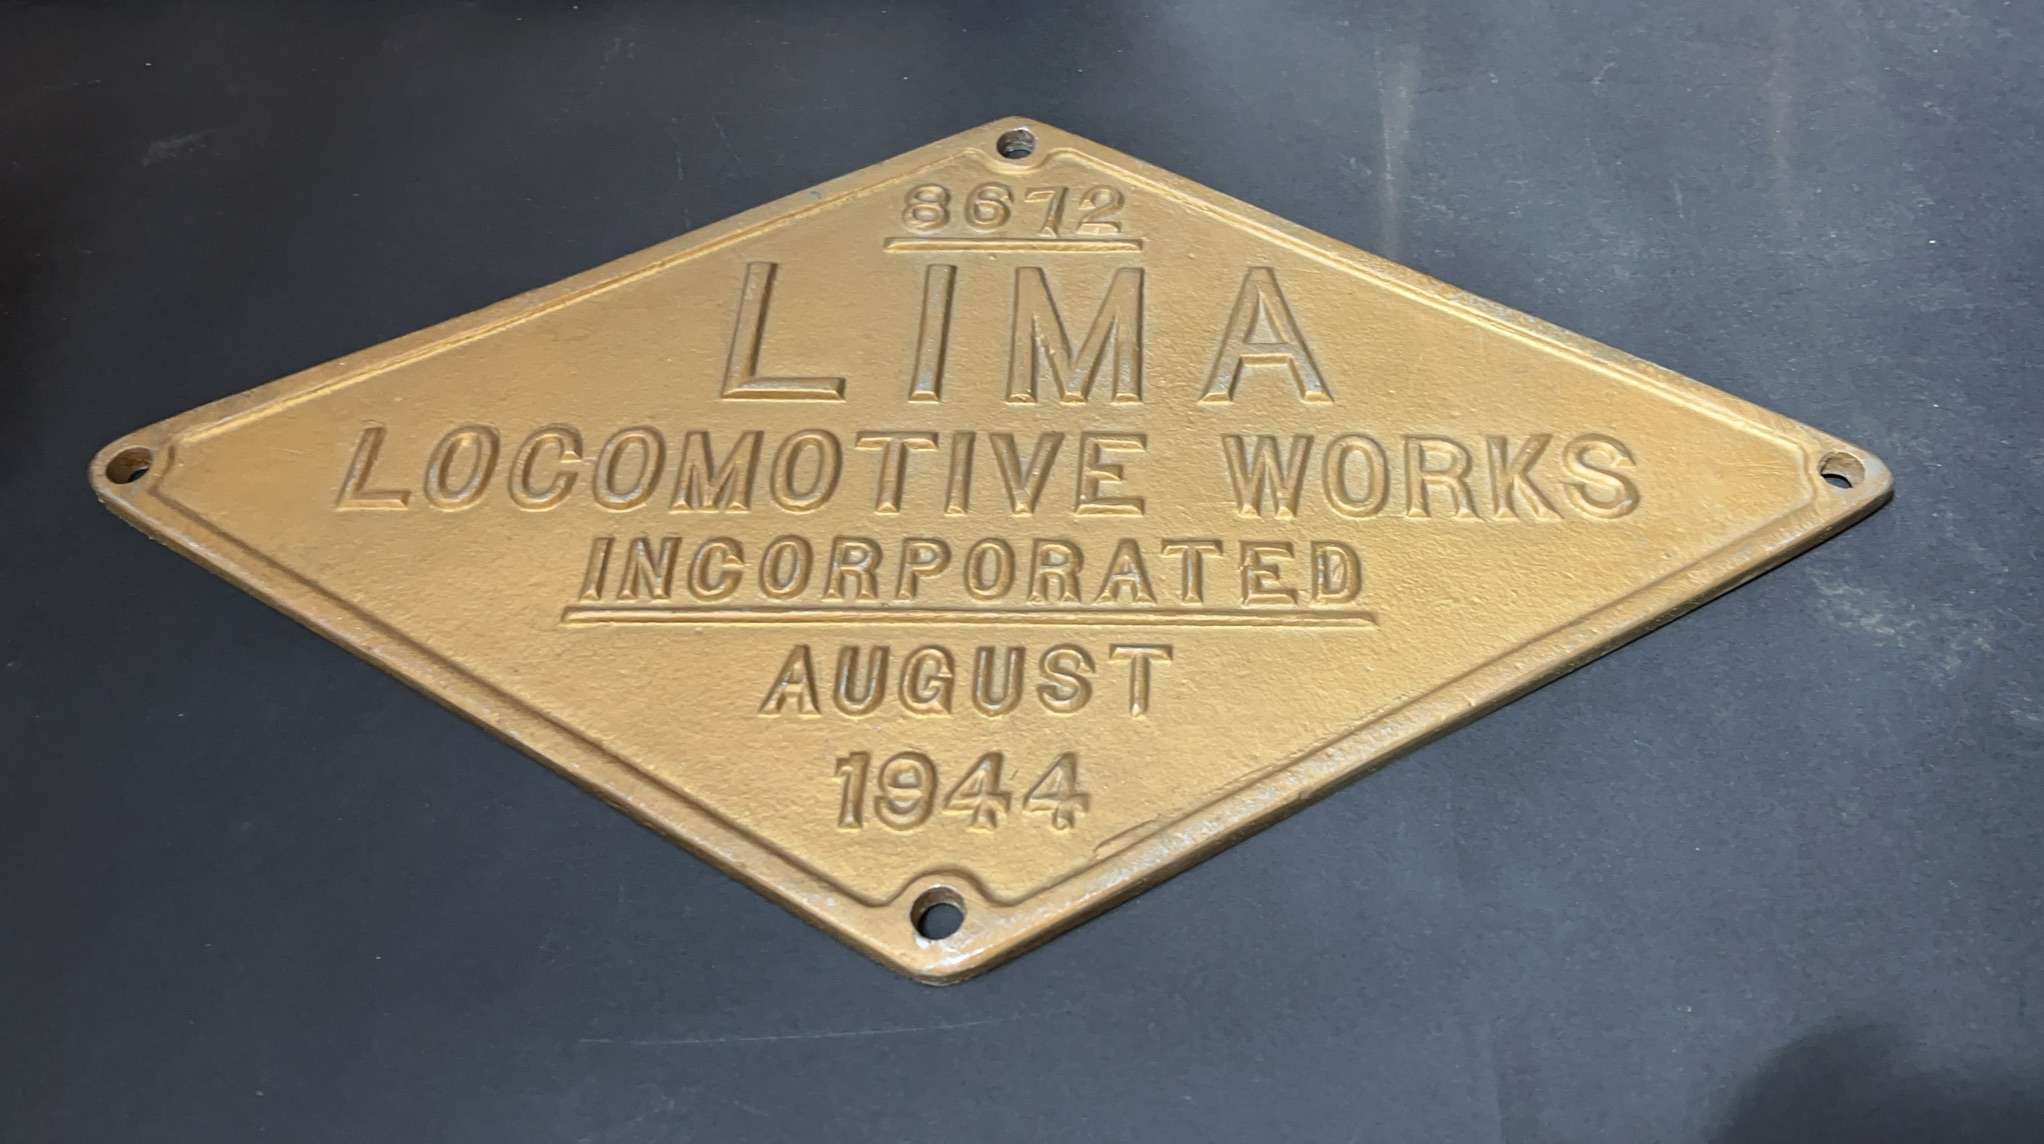 8672
LIMA
LOCOMOTIVE WORKS
INCORPORATED
AUGUST
1944